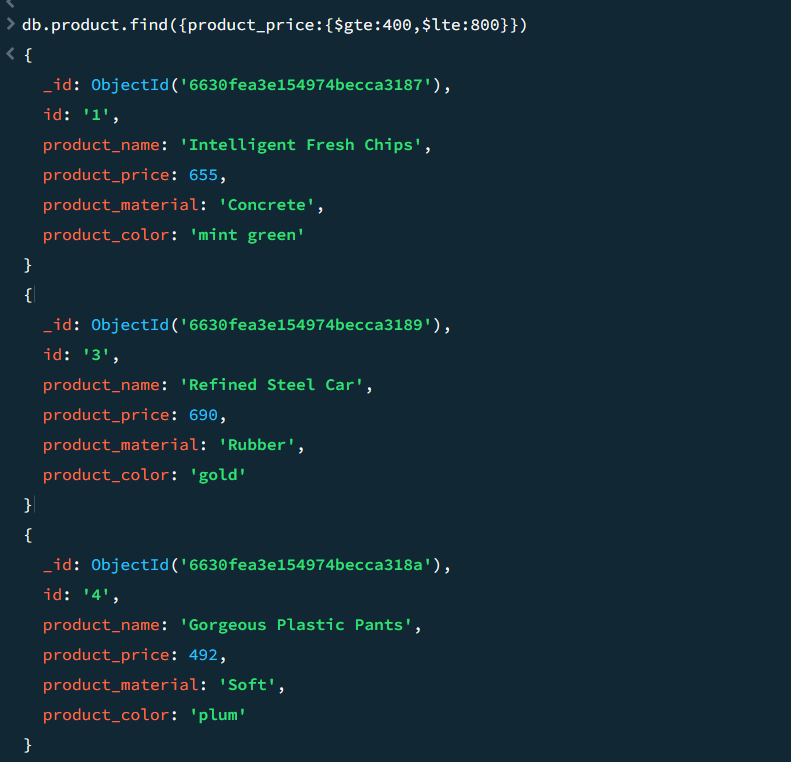 db.product.find({product_price:{$gte:400,$lte:800}})
{
_id: ObjectId('6630fea3e154974becca3187'),
id: '1',
product_name: 'Intelligent Fresh Chips',
product_price: 655,
product_material: 'Concrete',
product_color: 'mint green'
}
{
_id: ObjectId('6630fea3e154974becca3189'),
id: '3',
product_name: 'Refined Steel Car',
product_price: 690,
product_material: 'Rubber',
product_color: 'gold'
}
{
_id: ObjectId('6630fea3e154974becca318a'),
id: '4',
product_name: 'Gorgeous Plastic Pants',
product_price: 492,
product_material: 'Soft',
product_color: 'plum'
}